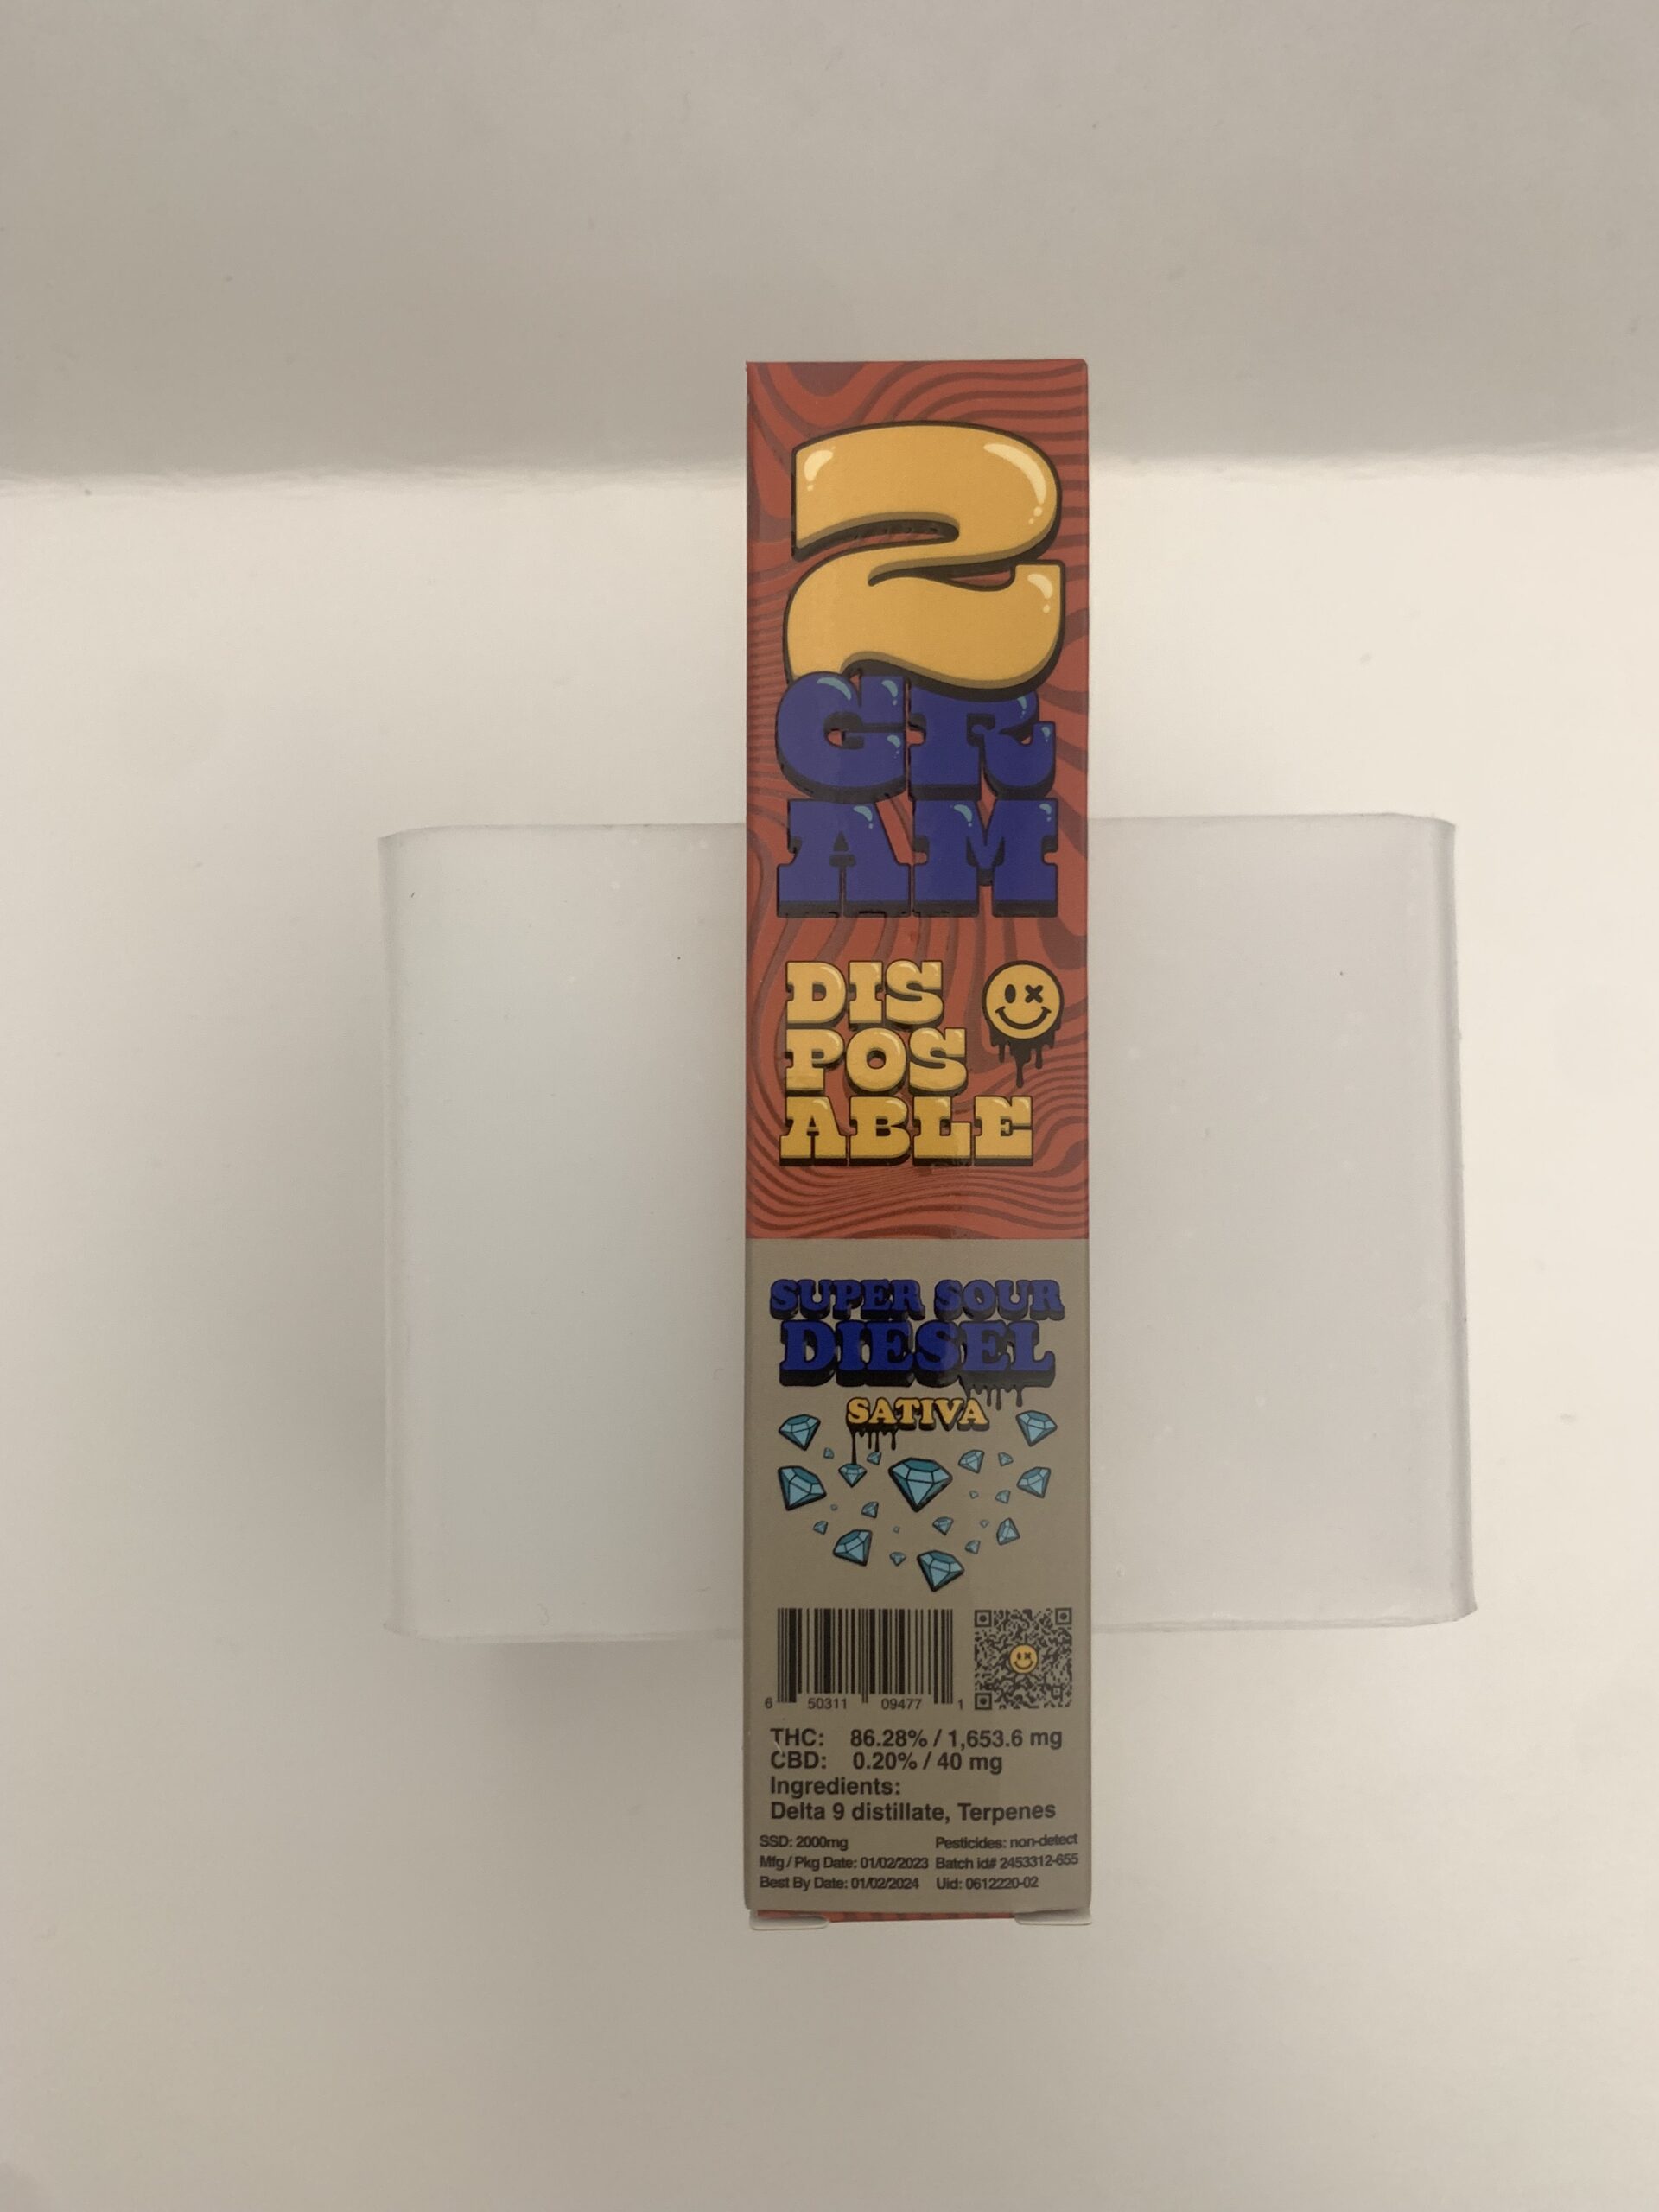 2
GR
AM
DIS
POS
ABLE
SUPER SOUR
DIESEL
SATIVA
6 50311 09477 1
THC: 86.28% / 1,653.6 mg
CBD: 0.20% / 40 mg
Ingredients:
Delta 9 distillate, Terpenes
SSD: 2000mg Pesticides: non-detect
Mfg / Pkg Date: 01/02/2023 Batch id# 2453312-655
Best By Date: 01/02/2024 Uid: 0612220-02